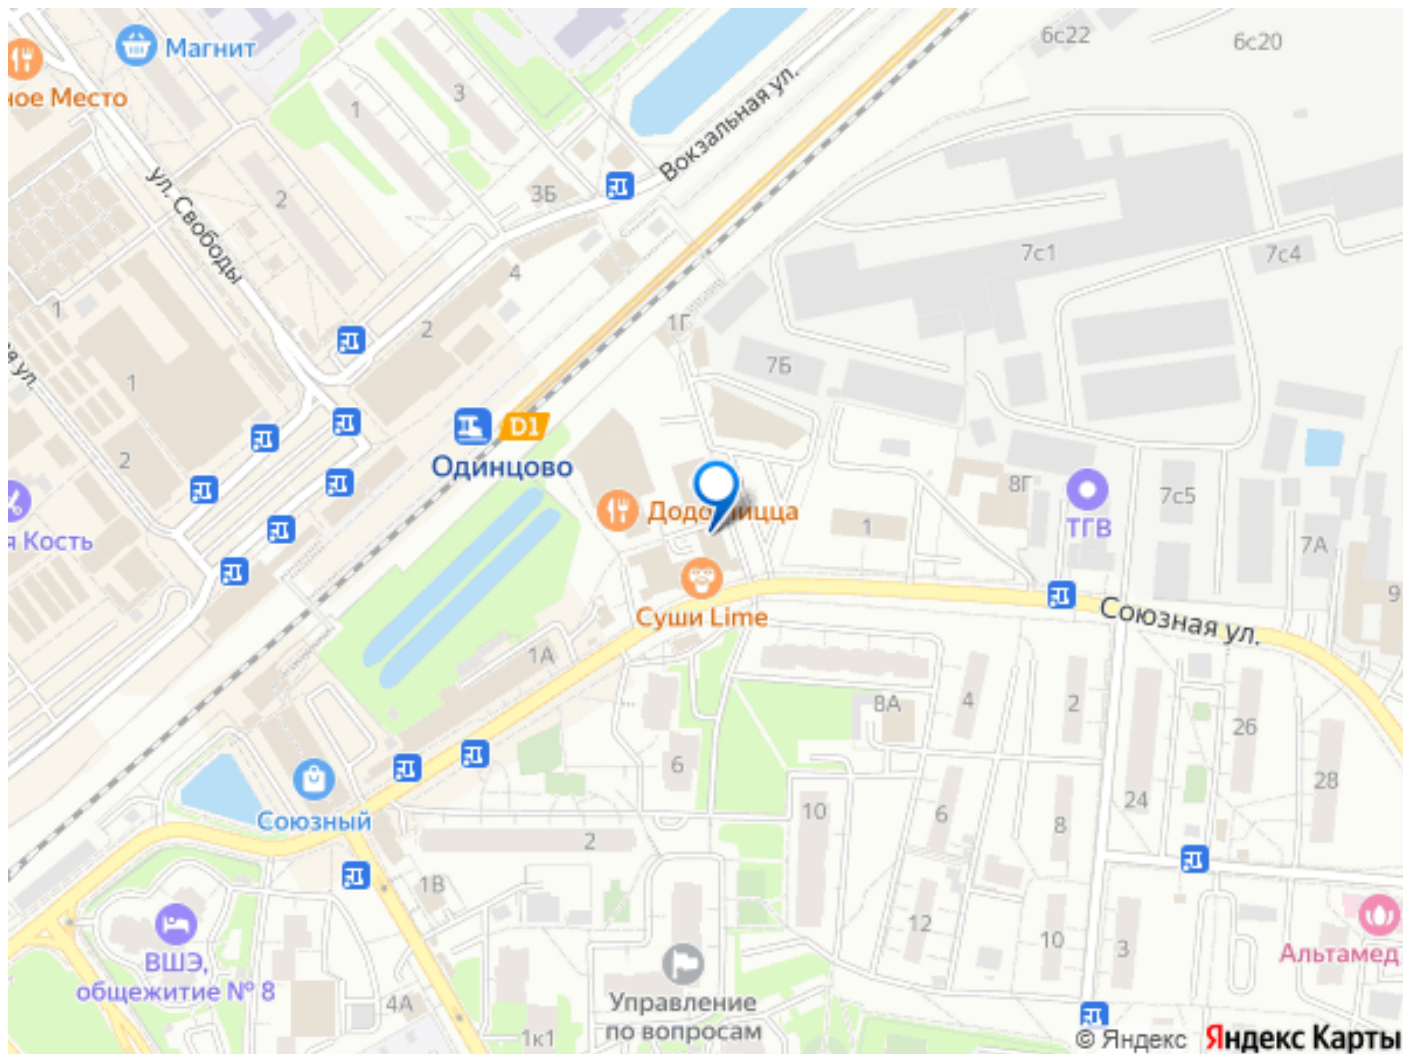 6с22
6с20
Магнит
ное Место
3
1
Вокзальная ул.
ул. Свободы
2
3Б
4
7с1
7с4
1
2
1Г
7Б
ул.
1
D1
Одинцово
2
8Г
7с5
Додо Пицца
1
ТГВ
7А
я Кость
Суши Lime
9
Союзная ул.
1А
8А
4
2
26
6
28
24
10
6
8
Союзный
2
1В
12
10
3
ВШЭ,
общежитие № 8
Альтамед
4А
Управление
по вопросам
1к1
© Яндекс Яндекс Карты